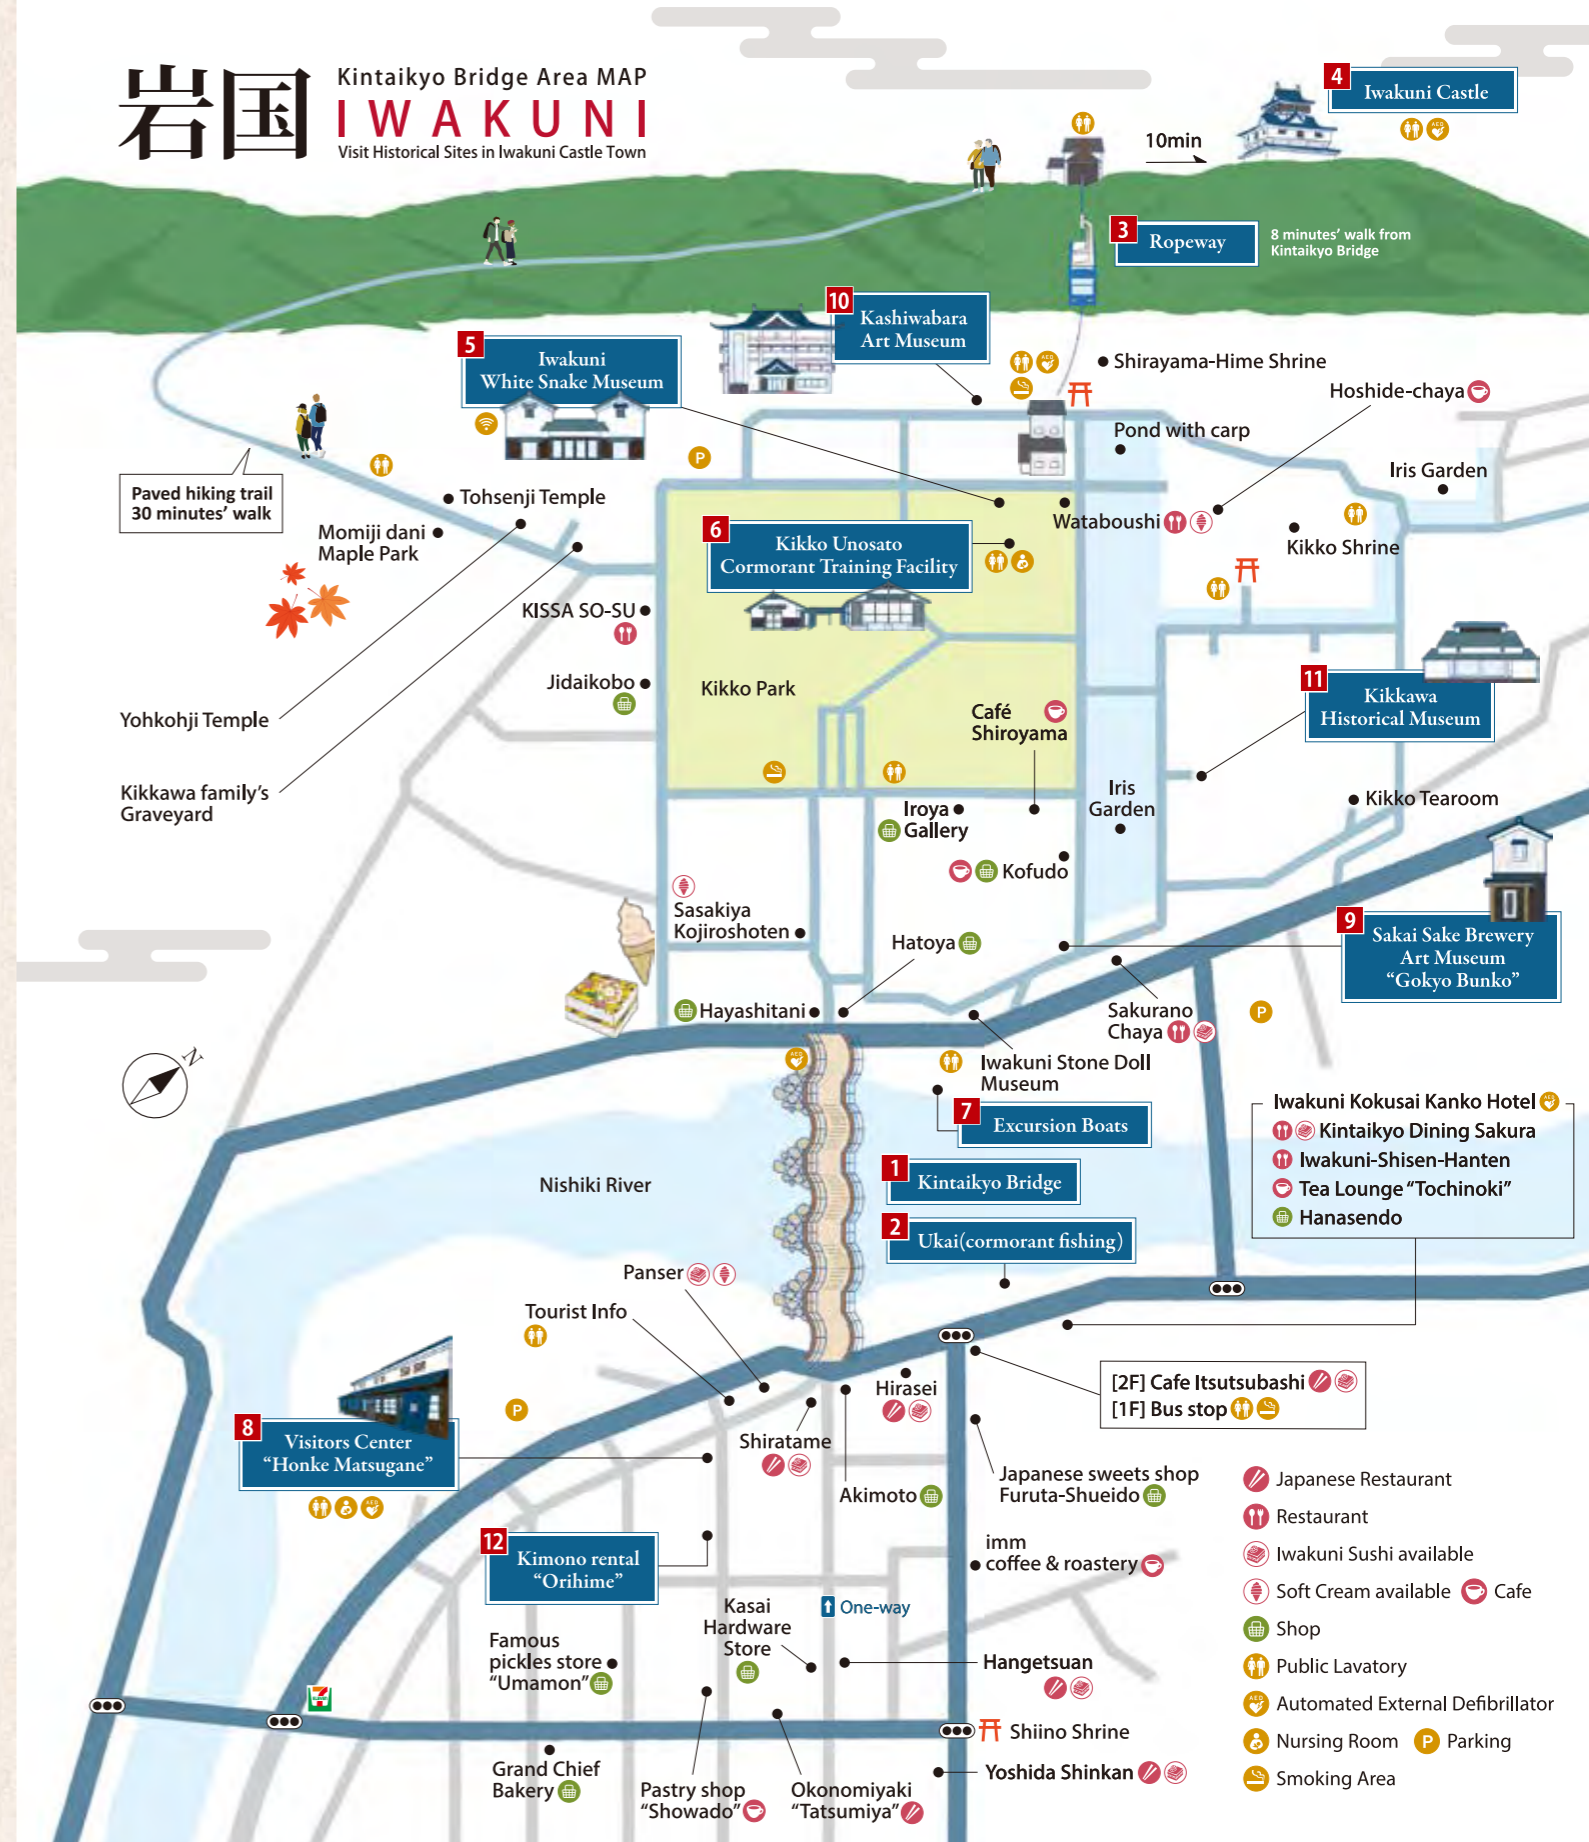 岩国
Kintaikyo Bridge Area MAP
IWAKUNI
Visit Historical Sites in Iwakuni Castle Town
4
Iwakuni Castle
AED
10min
3
Ropeway
8 minutes' walk from
Kintaikyo Bridge
10
Kashiwabara
Art Museum
5
Iwakuni
White Snake Museum
AED
Shirayama-Hime Shrine
Hoshide-chaya
Pond with carp
P
Iris Garden
Paved hiking trail
30 minutes' walk
Tohsenji Temple
Momiji dani
Maple Park
Wataboushi
Kikko Shrine
6
Kikko Unosato
Cormorant Training Facility
KISSA SO-SU
Jidaikobo
Kikko Park
11
Kikkawa
Historical Museum
Yohkohji Temple
Café
Shiroyama
Kikkawa family's
Graveyard
Iris
Garden
Kikko Tearoom
Iroya
Gallery
Kofudo
Sasakiya
Kojiroshoten
Hatoya
9
Sakai Sake Brewery
Art Museum
“Gokyo Bunko”
Hayashitani
Sakurano
Chaya
P
N
AED
Iwakuni Stone Doll
Museum
7
Excursion Boats
Iwakuni Kokusai Kanko Hotel
AED
Kintaikyo Dining Sakura
Iwakuni-Shisen-Hanten
Tea Lounge “Tochinoki”
Hanasendo
1
Kintaikyo Bridge
Nishiki River
2
Ukai(cormorant fishing)
Panser
Tourist Info
P
Hirasei
[2F] Cafe Itsutsubashi
[1F] Bus stop
8
Visitors Center
“Honke Matsugane”
AED
Shiratame
Akimoto
Japanese sweets shop
Furuta-Shueido
12
Kimono rental
“Orihime”
imm
coffee & roastery
One-way
Kasai
Hardware
Store
Famous
pickles store
“Umamon”
Hangetsuan
7
Shiino Shrine
Grand Chief
Bakery
Pastry shop
“Showado”
Okonomiyaki
“Tatsumiya”
Yoshida Shinkan
Japanese Restaurant
Restaurant
Iwakuni Sushi available
Soft Cream available
Cafe
Shop
Public Lavatory
AED
Automated External Defibrillator
Nursing Room
P
Parking
Smoking Area